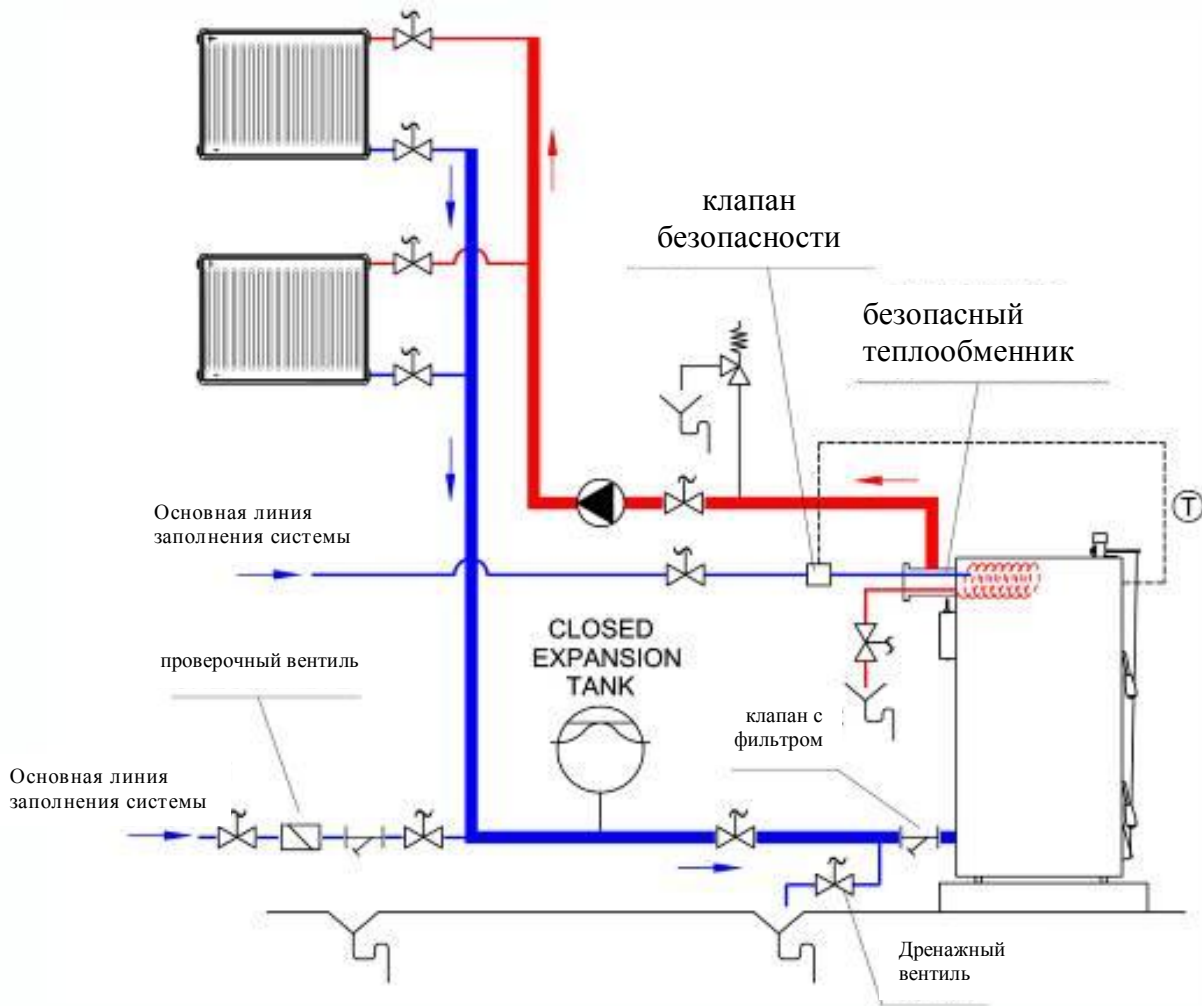 клапан
безопасности
безопасный
теплообменник
T
Основная линия
заполнения системы
CLOSED
EXPANSION
TANK
проверочный вентиль
клапан с
фильтром
Основная линия
заполнения системы
Дренажный
вентиль